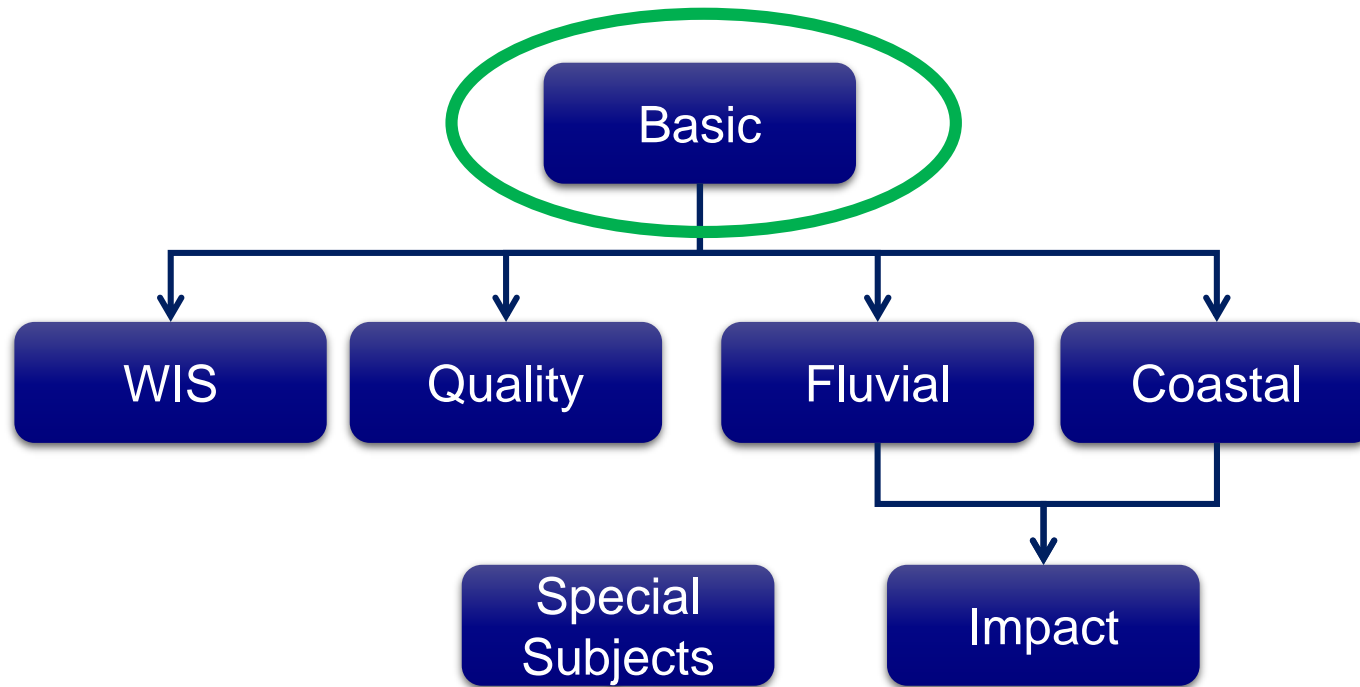 Basic
WIS
Quality
Fluvial
Coastal
Special
Subjects
Impact